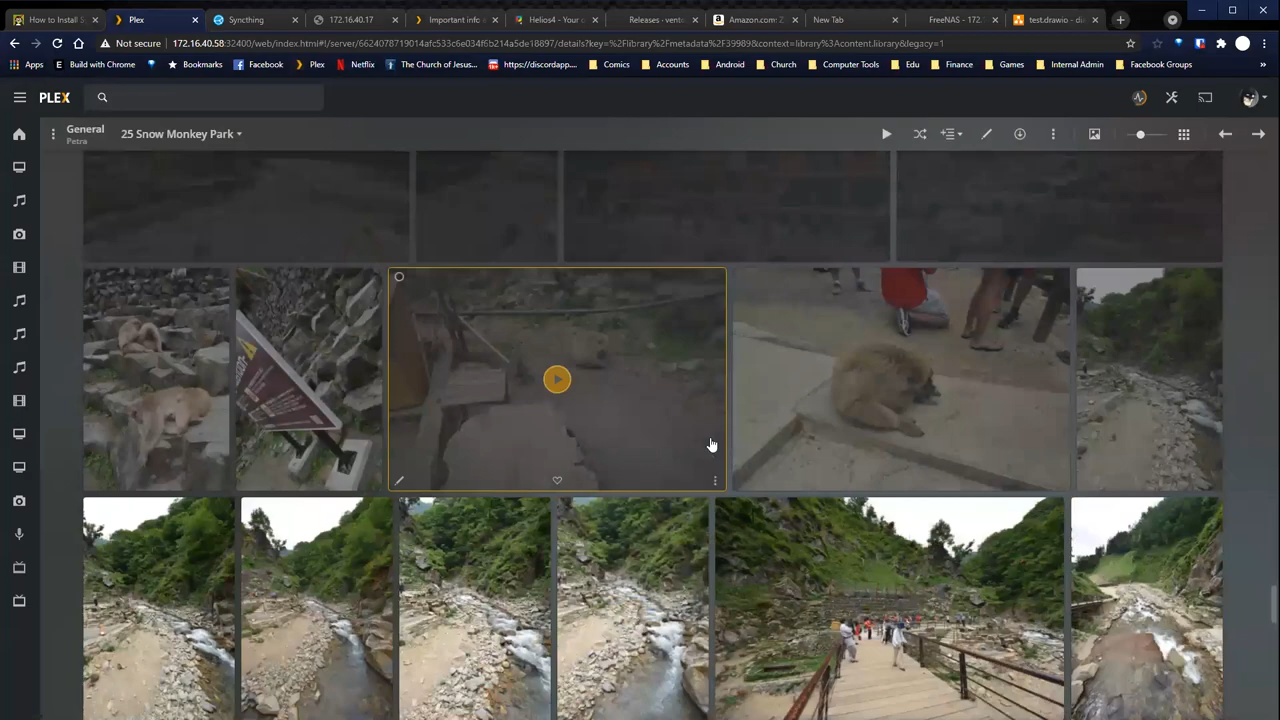 How to Install Se
Plex
Syncthing
172.16.40.17
Important info
Helios4 - Your o
Releases · vento
Amazon.com: Z
New Tab
FreeNAS - 172.
test.drawio - dia
Not secure
172.16.40.58:32400/web/index.html#!/server/6624078719014afc533c6e034f6b214a5de18897/details?key=%2Flibrary%2Fmetadata%2F39989&context=library%3Acontent.library&legacy=1
Apps
Build with Chrome
Bookmarks
Facebook
Plex
Netflix
The Church of Jesus...
https://discordapp....
Comics
Accounts
Android
Church
Computer Tools
Edu
Finance
Games
Internal Admin
Facebook Groups
»
PLEX
General
Petra
25 Snow Monkey Park